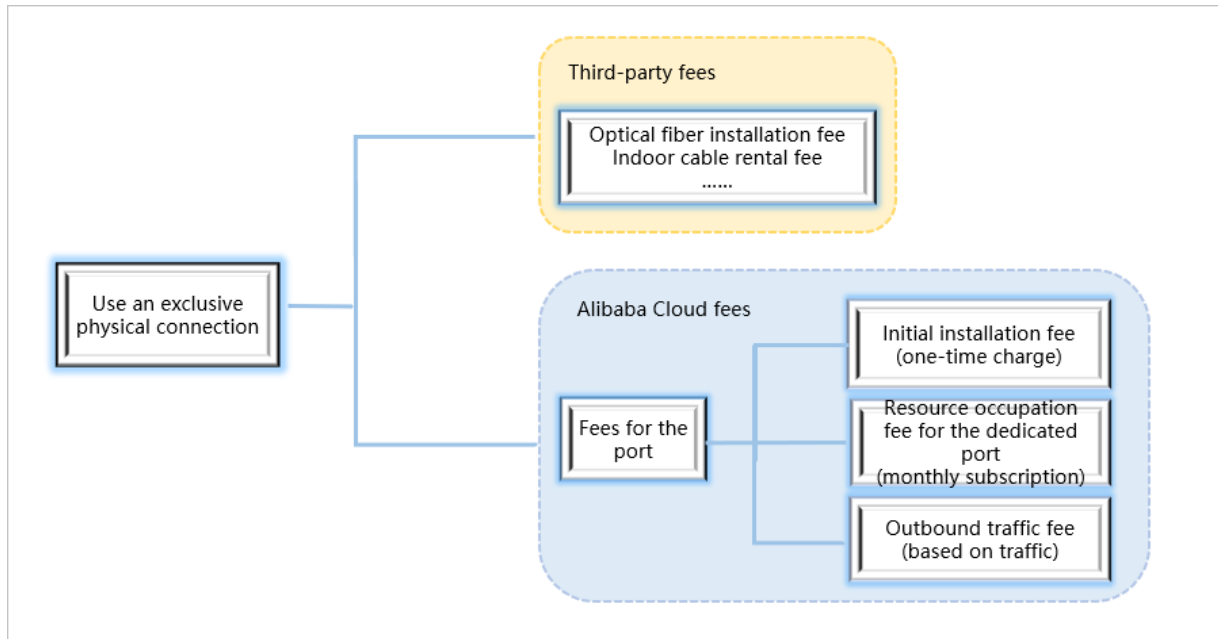 Third-party fees
Optical fiber installation fee
Indoor cable rental fee
......
Use an exclusive
physical connection
Alibaba Cloud fees
Fees for the
port
Initial installation fee
(one-time charge)
Resource occupation
fee for the dedicated
port
(monthly subscription)
Outbound traffic fee
(based on traffic)